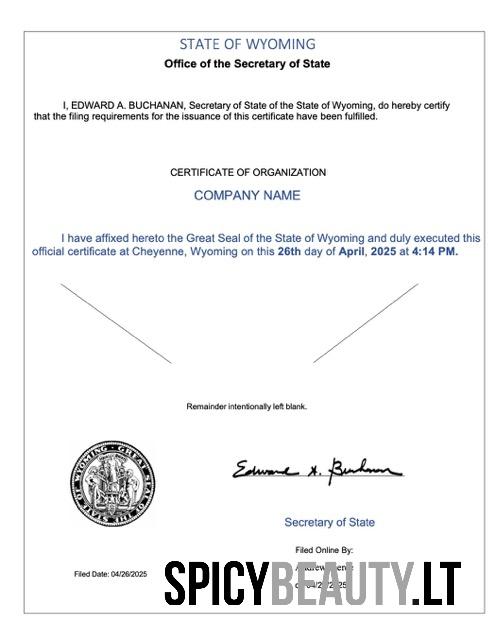 STATE OF WYOMING
Office of the Secretary of State
I, EDWARD A. BUCHANAN, Secretary of State of the State of Wyoming, do hereby certify
that the filing requirements for the issuance of this certificate have been fulfilled.
CERTIFICATE OF ORGANIZATION
COMPANY NAME
I have affixed hereto the Great Seal of the State of Wyoming and duly executed this
official certificate at Cheyenne, Wyoming on this 26th day of April, 2025 at 4:14 PM.
Remainder intentionally left blank.
GREAT SEAL OF THE STATE OF WYOMING
Edward A. Buchanan
Secretary of State
Filed Online By:
Filed Date: 04/26/2025
SPICYBEAUTY.LT